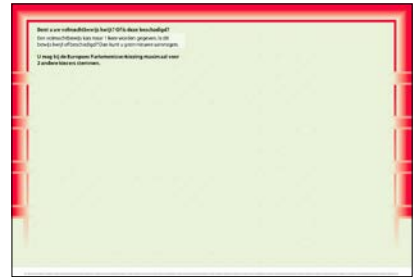 Bent u uw volmachtbewijs kwijt? Of is deze beschadigd?
Een volmachtbewijs kan maar 1 keer worden gegeven. Is dit
bewijs kwijt of beschadigd? Dan kunt u geen nieuwe aanvragen.
U mag bij de Europees Parlementsverkiezing maximaal voor
2 andere kiezers stemmen.